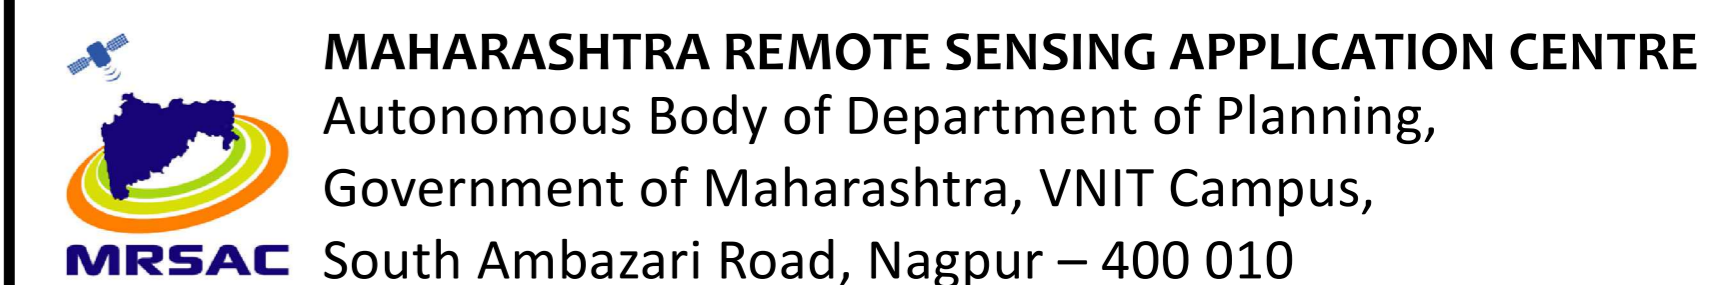 MAHARASHTRA REMOTE SENSING APPLICATION CENTRE
Autonomous Body of Department of Planning,
Government of Maharashtra, VNIT Campus,
South Ambazari Road, Nagpur – 400 010
MRSAC